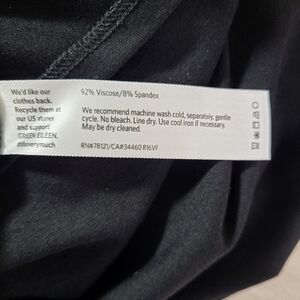 We'd like our
clothes back.
Recycle them at
our US stores
and support
GREEN EILEEN.
#liliverymuch
92% Viscose/8% Spandex
We recommend machine wash cold, separately, gentle
cycle. No bleach. Line dry. Use cool iron if necessary.
May be dry cleaned.
RN#78121/CA#34460 R16VF